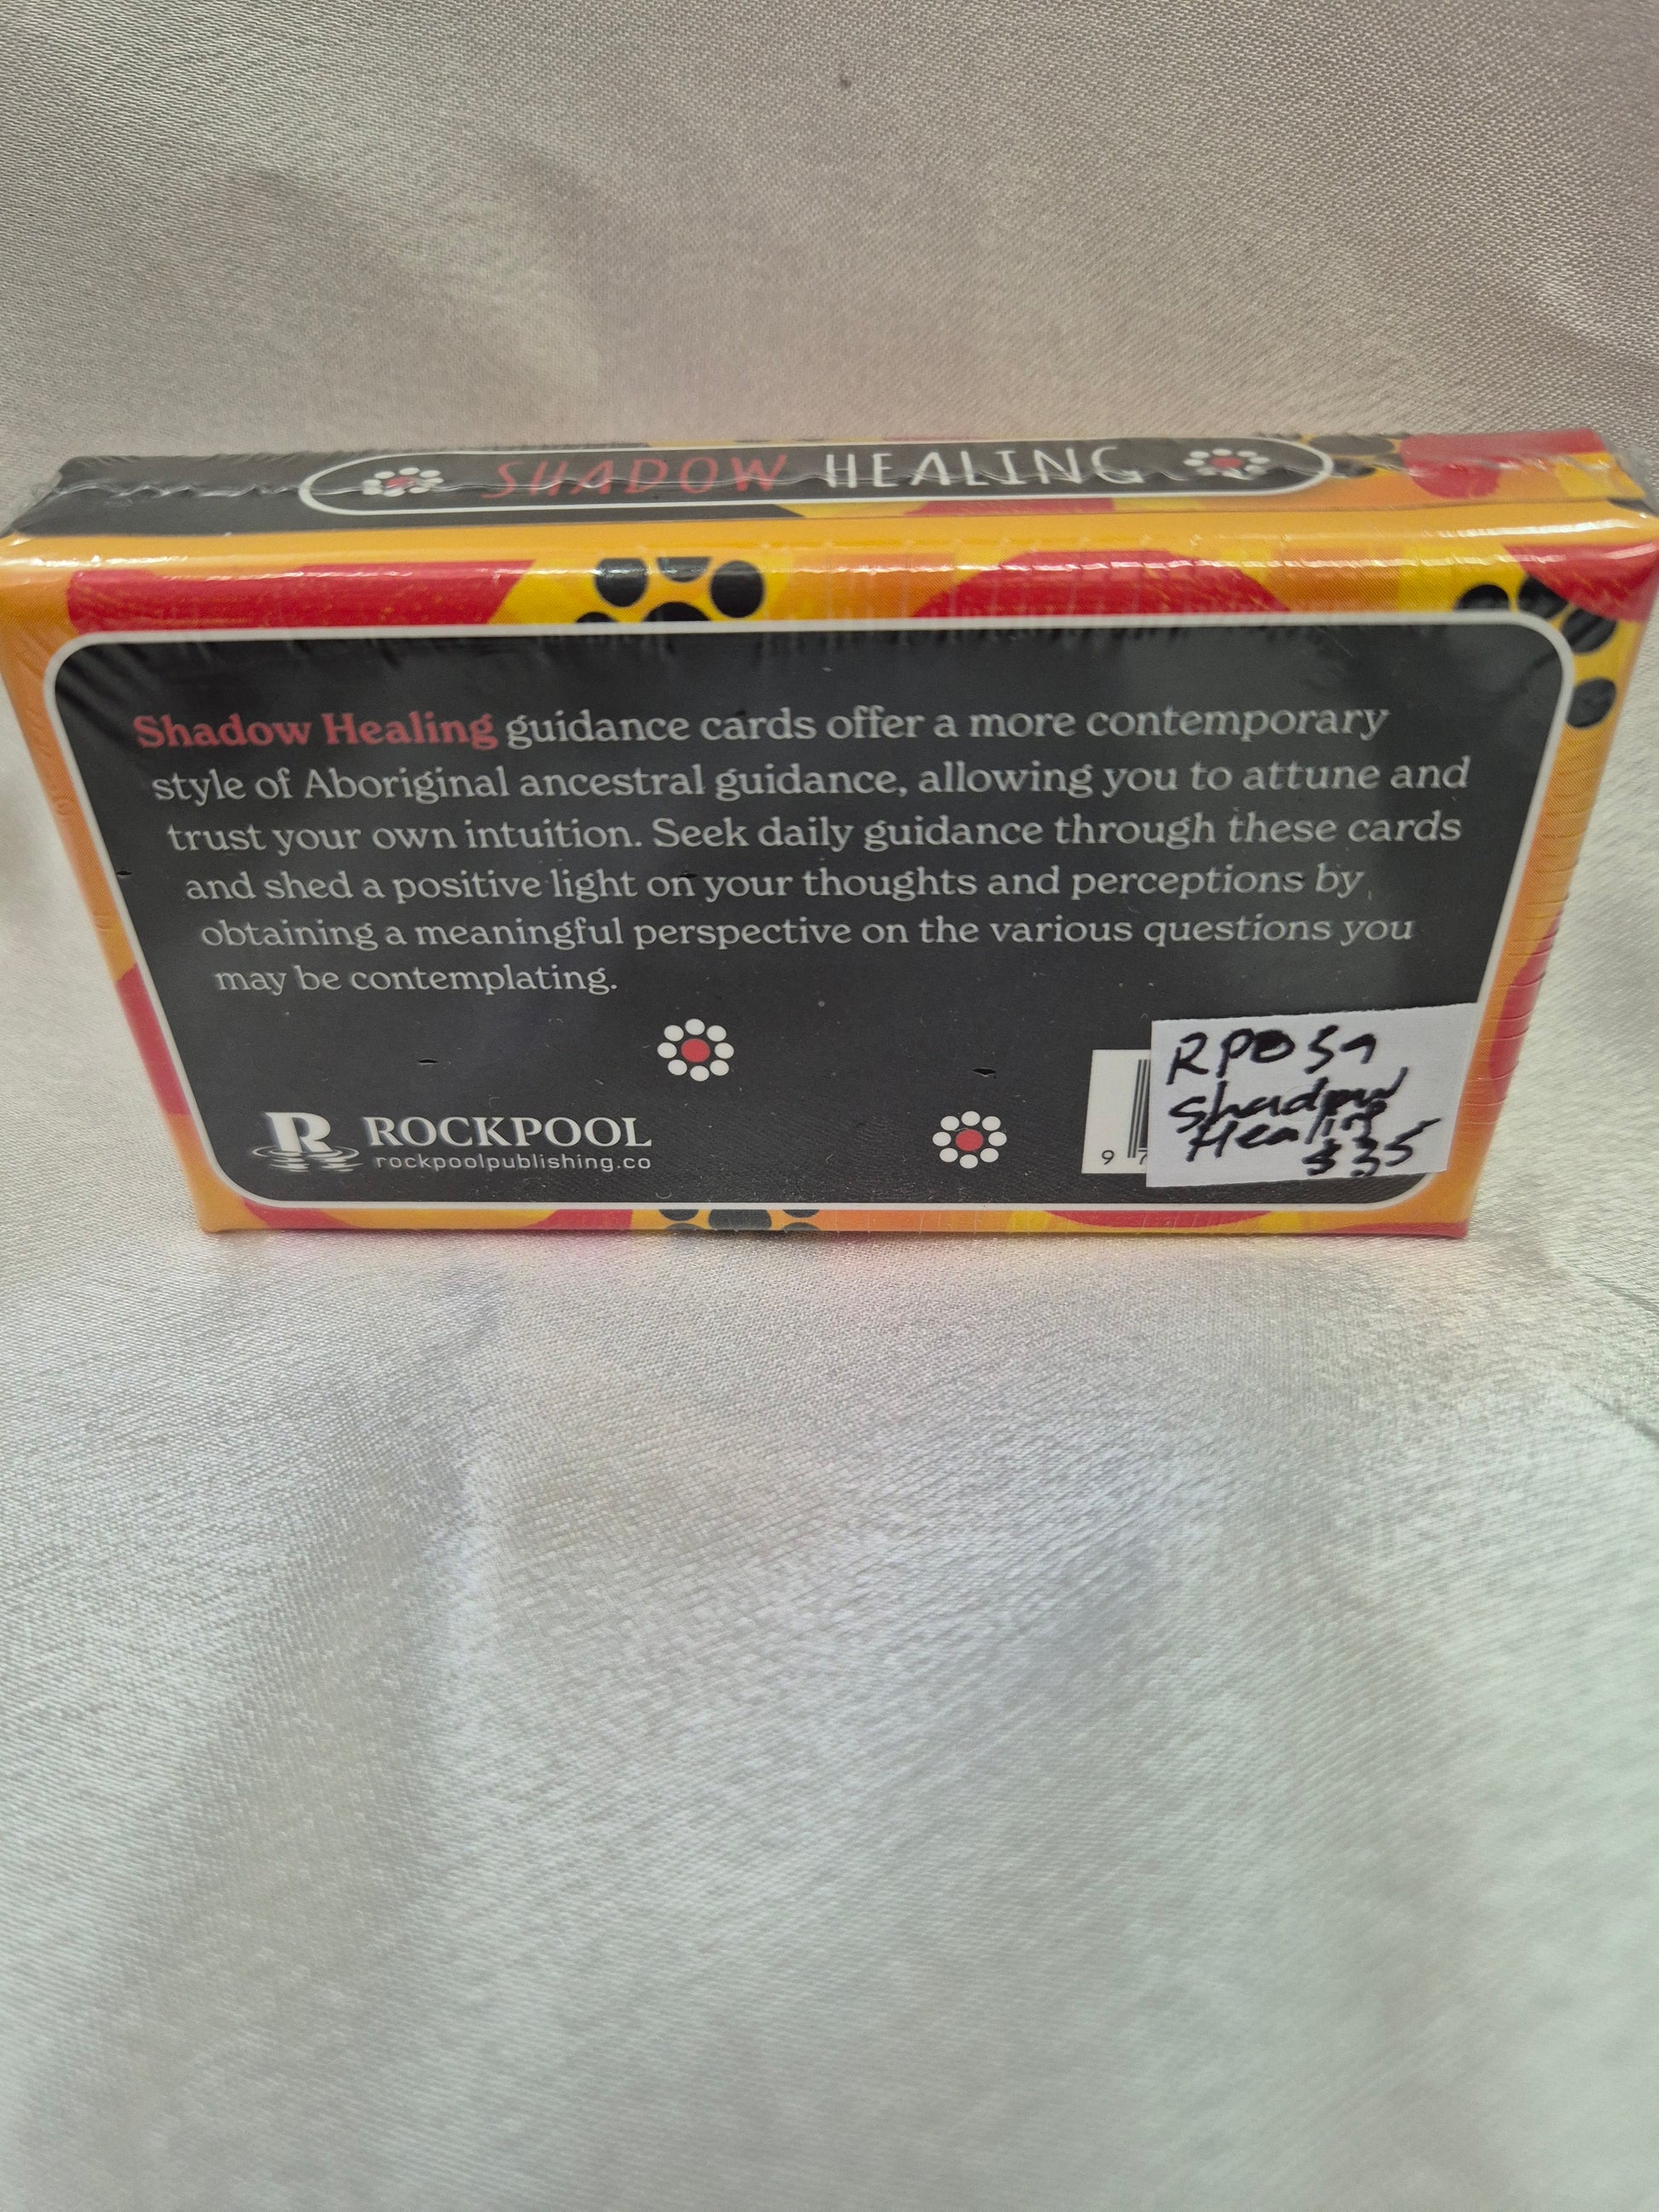 SHADOW HEALING
Shadow Healing guidance cards offer a more contemporary
style of Aboriginal ancestral guidance, allowing you to attune and
trust your own intuition. Seek daily guidance through these cards
and shed a positive light on your thoughts and perceptions by
obtaining a meaningful perspective on the various questions you
may be contemplating.
R ROCKPOOL
rockpoolpublishing.co
9 7
Shadow
Healing
$35